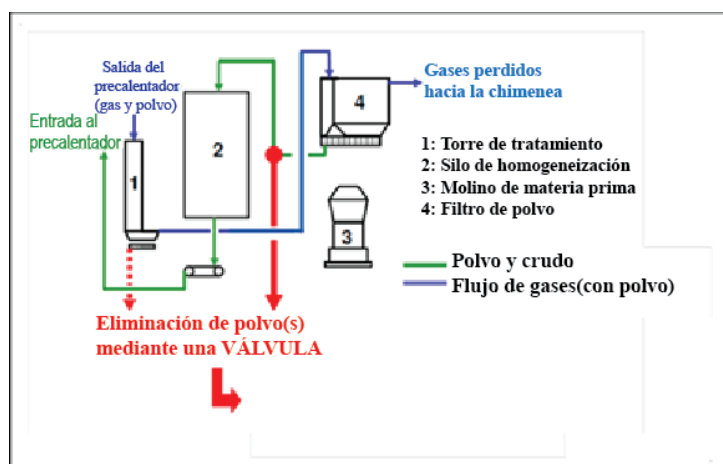 Salida del
precalentador
(gas y polvo)
Entrada al
precalentador
Gases perdidos
hacia la chimenea
1
2
3
4
1: Torre de tratamiento
2: Silo de homogeneización
3: Molino de materia prima
4: Filtro de polvo
Polvo y crudo
Flujo de gases(con polvo)
Eliminación de polvo(s)
mediante una VÁLVULA